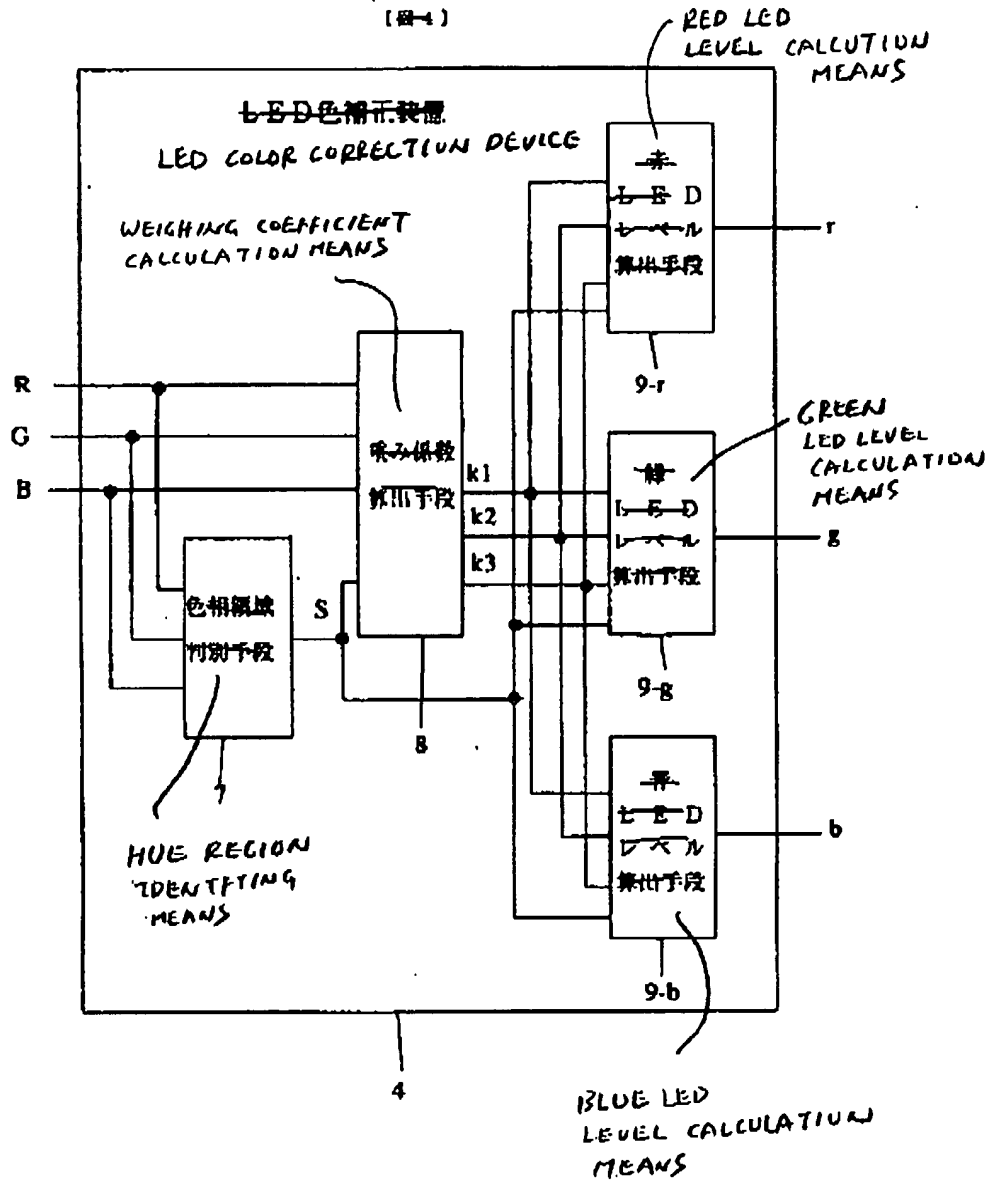 【図4】
RED LED
LEVEL CALCUTION
MEANS
LED色補正装置
LED COLOR CORRECTION DEVICE
WEIGHING COEFFICIENT
CALCULATION MEANS
赤
LED
レベル
算出手段
r
9-r
R
G
B
重み係数
算出手段
k1
k2
k3
GREEN
LED LEVEL
CALCULATION
MEANS
緑
LED
レベル
算出手段
g
9-g
色相領域
判別手段
S
8
7
HUE REGION
IDENTFTING
MEANS
青
LED
レベル
算出手段
b
9-b
4
BLUE LED
LEVEL CALCULATION
MEANS